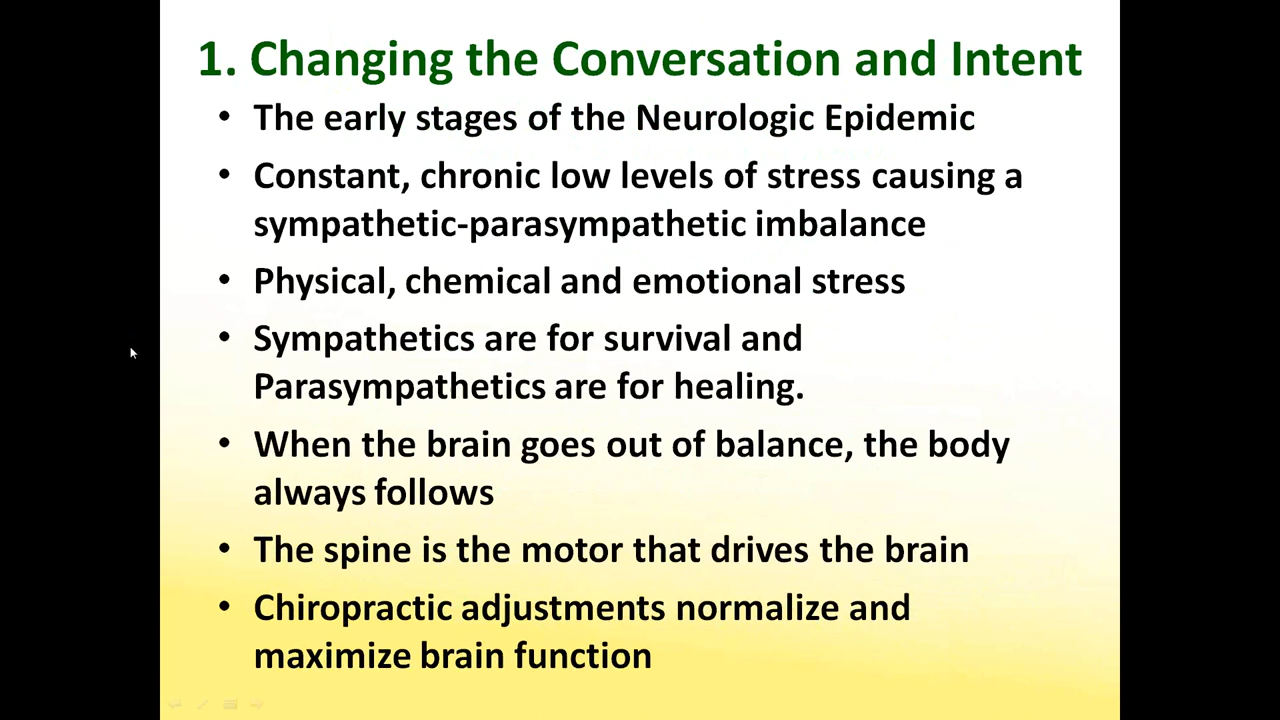 1. Changing the Conversation and Intent
• The early stages of the Neurologic Epidemic
• Constant, chronic low levels of stress causing a
sympathetic-parasympathetic imbalance
• Physical, chemical and emotional stress
• Sympathetics are for survival and
Parasympathetics are for healing.
• When the brain goes out of balance, the body
always follows
• The spine is the motor that drives the brain
• Chiropractic adjustments normalize and
maximize brain function